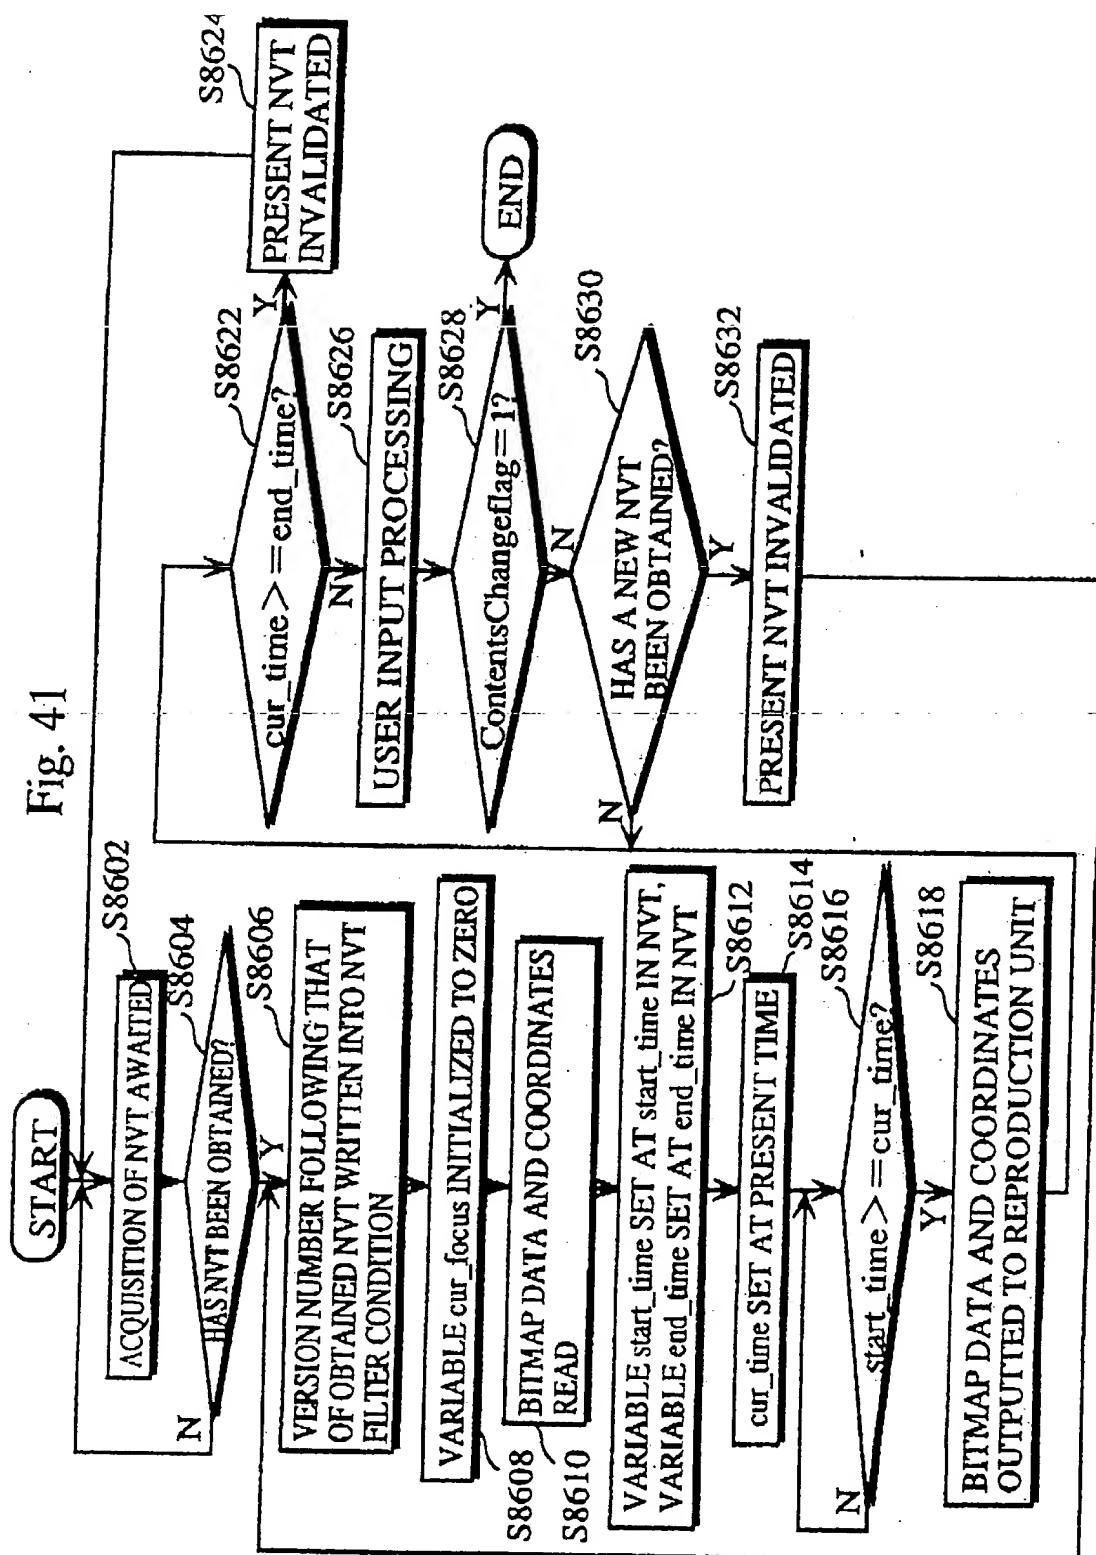 Fig. 41
START
S8602
ACQUISITION OF NVT AWAITED
S8604
HAS NVT BEEN OBTAINED?
N
Y
S8606
VERSION NUMBER FOLLOWING THAT
OF OBTAINED NVT WRITTEN INTO NVT
FILTER CONDITION
VARIABLE cur_focus INITIALIZED TO ZERO
S8608
BITMAP DATA AND COORDINATES
READ
S8610
VARIABLE start_time SET AT start_time IN NVT,
VARIABLE end_time SET AT end_time IN NVT
S8612
cur_time SET AT PRESENT TIME
S8614
S8616
start_time>=cur_time?
N
Y
S8618
BITMAP DATA AND COORDINATES
OUTPUTTED TO REPRODUCTION UNIT
S8622
cur_time>=end_time?
Y
N
S8624
PRESENT NVT
INVALIDATED
S8626
USER INPUT PROCESSING
S8628
ContentsChangeflag==1?
Y
N
END
S8630
HAS A NEW NVT
BEEN OBTAINED?
N
Y
S8632
PRESENT NVT INVALIDATED